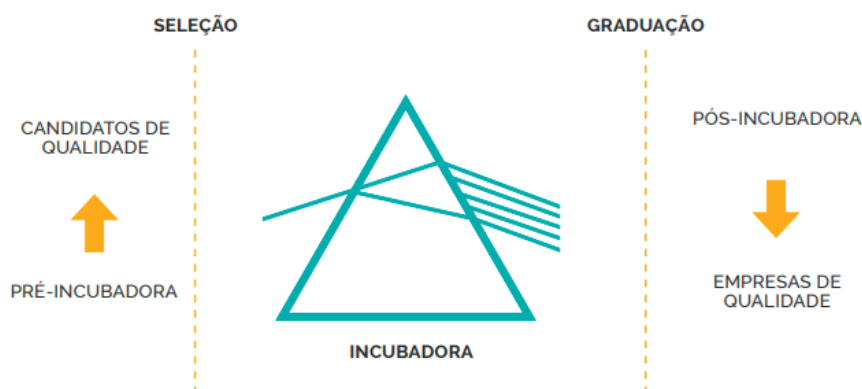 SELEÇÃO
GRADUAÇÃO
CANDIDATOS DE
QUALIDADE
PRÉ-INCUBADORA
INCUBADORA
PÓS-INCUBADORA
EMPRESAS DE
QUALIDADE